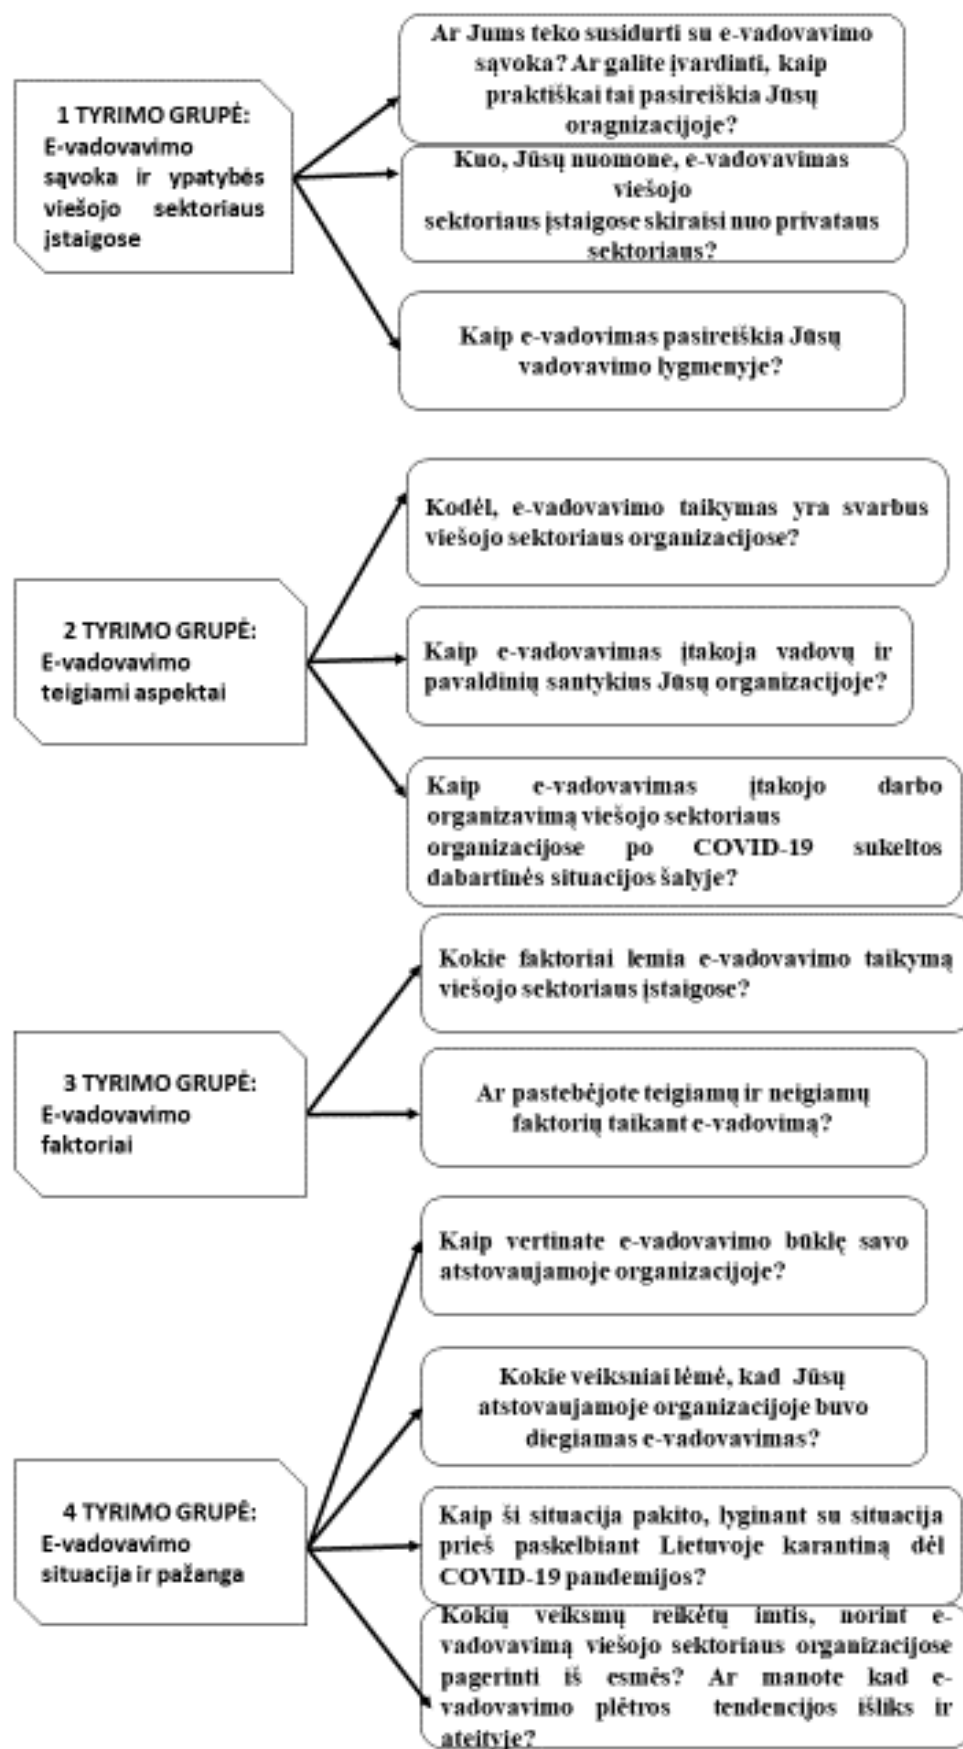 1 TYRIMO GRUPĖ:
E-vadovavimo
sąvoka ir ypatybės
viešojo sektoriaus
įstaigose
Ar Jums teko susidurti su e-vadovavimo
sąvoka? Ar galite įvardinti, kaip
praktiškai tai pasireiškia Jūsų
oragnizacijoje?
Kuo, Jūsų nuomone, e-vadovavimas
viešojo
sektoriaus įstaigose skiraisi nuo privataus
sektoriaus?
Kaip e-vadovimas pasireiškia Jūsų
vadovavimo lygmenyje?
2 TYRIMO GRUPĖ:
E-vadovavimo
teigiami aspektai
Kodėl, e-vadovavimo taikymas yra svarbus
viešojo sektoriaus organizacijose?
Kaip e-vadovavimas įtakoja vadovų ir
pavaldinių santykius Jūsų organizacijoje?
Kaip e-vadovavimas įtakojo darbo
organizavimą viešojo sektoriaus
organizacijose po COVID-19 sukeltos
dabartinės situacijos šalyje?
3 TYRIMO GRUPĖ:
E-vadovavimo
faktoriai
Kokie faktoriai lemia e-vadovavimo taikymą
viešojo sektoriaus įstaigose?
Ar pastebėjote teigiamų ir neigiamų
faktorių taikant e-vadovimą?
4 TYRIMO GRUPĖ:
E-vadovavimo
situacija ir pažanga
Kaip vertinate e-vadovavimo būklę savo
atstovaujamoje organizacijoje?
Kokie veiksniai lėmė, kad Jūsų
atstovaujamoje organizacijoje buvo
diegiamas e-vadovavimas?
Kaip ši situacija pakito, lyginant su situacija
prieš paskelbiant Lietuvoje karantiną dėl
COVID-19 pandemijos?
Kokių veiksmų reikėtų imtis, norint e-
vadovavimą viešojo sektoriaus organizacijose
pagerinti iš esmės? Ar manote kad e-
vadovavimo plėtros tendencijos išliks ir
ateityje?